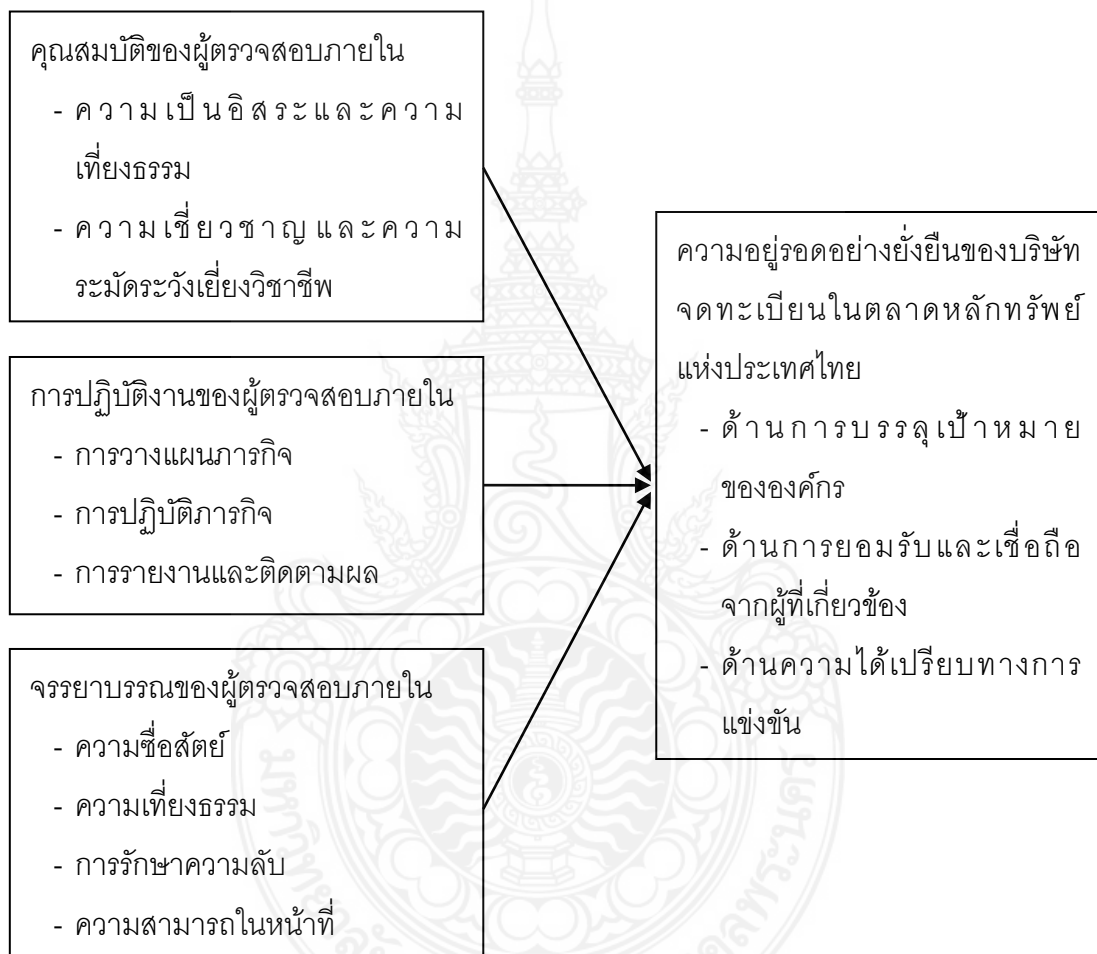 คุณสมบัติของผู้ตรวจสอบภายใน
- ความเป็นอิสระและความ
เที่ยงธรรม
- ความเชี่ยวชาญและความ
ระมัดระวังเยี่ยงวิชาชีพ
การปฏิบัติงานของผู้ตรวจสอบภายใน
- การวางแผนภารกิจ
- การปฏิบัติภารกิจ
- การรายงานและติดตามผล
จรรยาบรรณของผู้ตรวจสอบภายใน
- ความซื่อสัตย์
- ความเที่ยงธรรม
- การรักษาความลับ
- ความสามารถในหน้าที่
ความอยู่รอดอย่างยั่งยืนของบริษัท
จดทะเบียนในตลาดหลักทรัพย์
แห่งประเทศไทย
- ด้านการบรรลุเป้าหมาย
ขององค์กร
- ด้านการยอมรับและเชื่อถือ
จากผู้ที่เกี่ยวข้อง
- ด้านความได้เปรียบทางการ
แข่งขัน